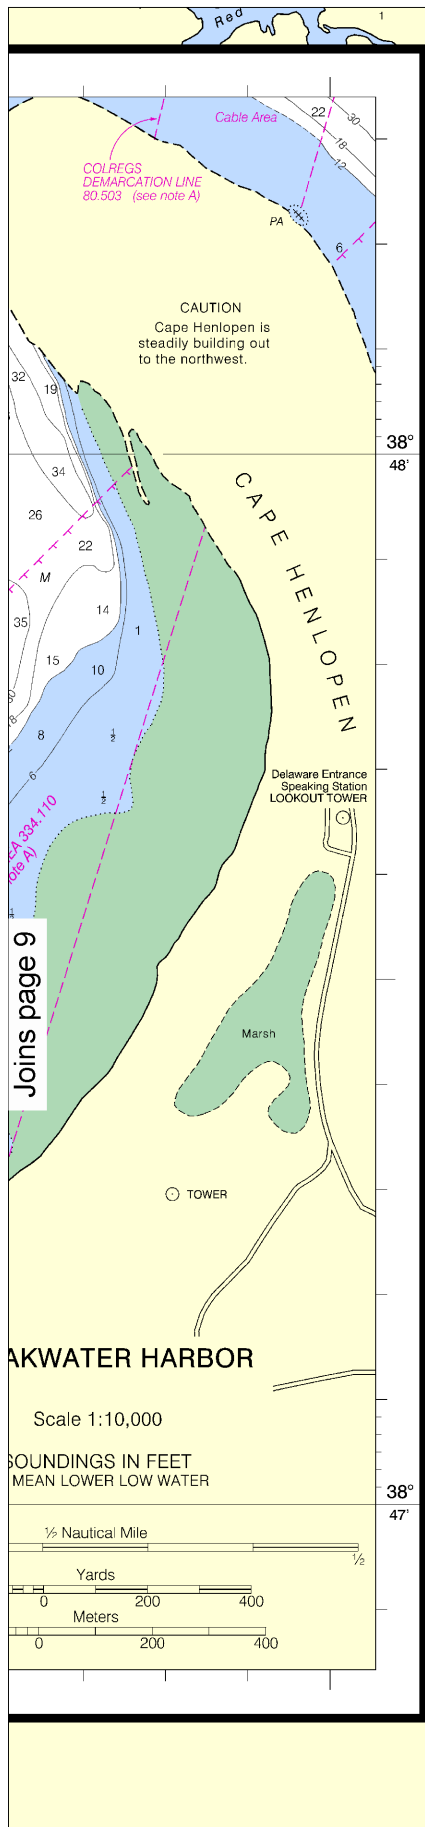 Red
1
22
30
18
12
Cable Area
COLREGS
DEMARCATION LINE
80.503 (see note A)
PA
6
CAUTION
Cape Henlopen is
steadily building out
to the northwest.
32
19
38°
48'
34
26
22
M
CAPE HENLOPEN
35
14
1
15
10
8
1/2
6
1/2
Delaware Entrance
Speaking Station
LOOKOUT TOWER
EA 334.110
ote A)
Joins page 9
Marsh
TOWER
AKWATER HARBOR
Scale 1:10,000
SOUNDINGS IN FEET
MEAN LOWER LOW WATER
38°
47'
1/2 Nautical Mile
1/2
Yards
0 200 400
Meters
0 200 400